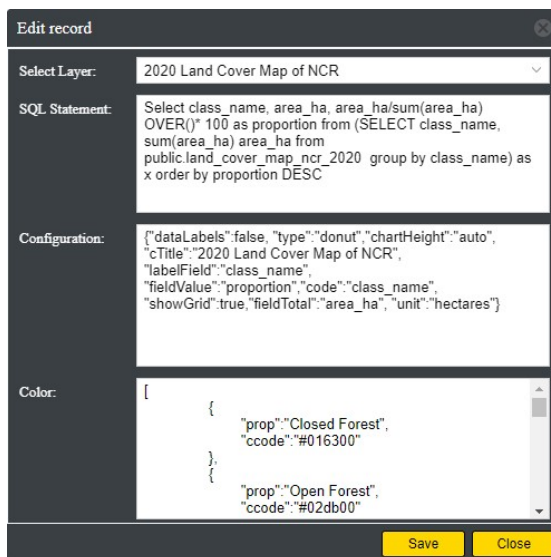 Edit record
Select Layer:
2020 Land Cover Map of NCR
SQL Statement:
Select class_name, area_ha, area_ha/sum(area_ha)
OVER()* 100 as proportion from (SELECT class_name,
sum(area_ha) area_ha from
public.land_cover_map_ncr_2020  group by class_name) as
x order by proportion DESC
Configuration:
{"dataLabels":false, "type":"donut","chartHeight":"auto",
"cTitle":"2020 Land Cover Map of NCR",
"labelField":"class_name",
"fieldValue":"proportion","code":"class_name",
"showGrid":true,"fieldTotal":"area_ha", "unit":"hectares"}
Color:
[
{
"prop":"Closed Forest",
"ccode":"#016300"
},
{
"prop":"Open Forest",
"ccode":"#02db00"
Save
Close